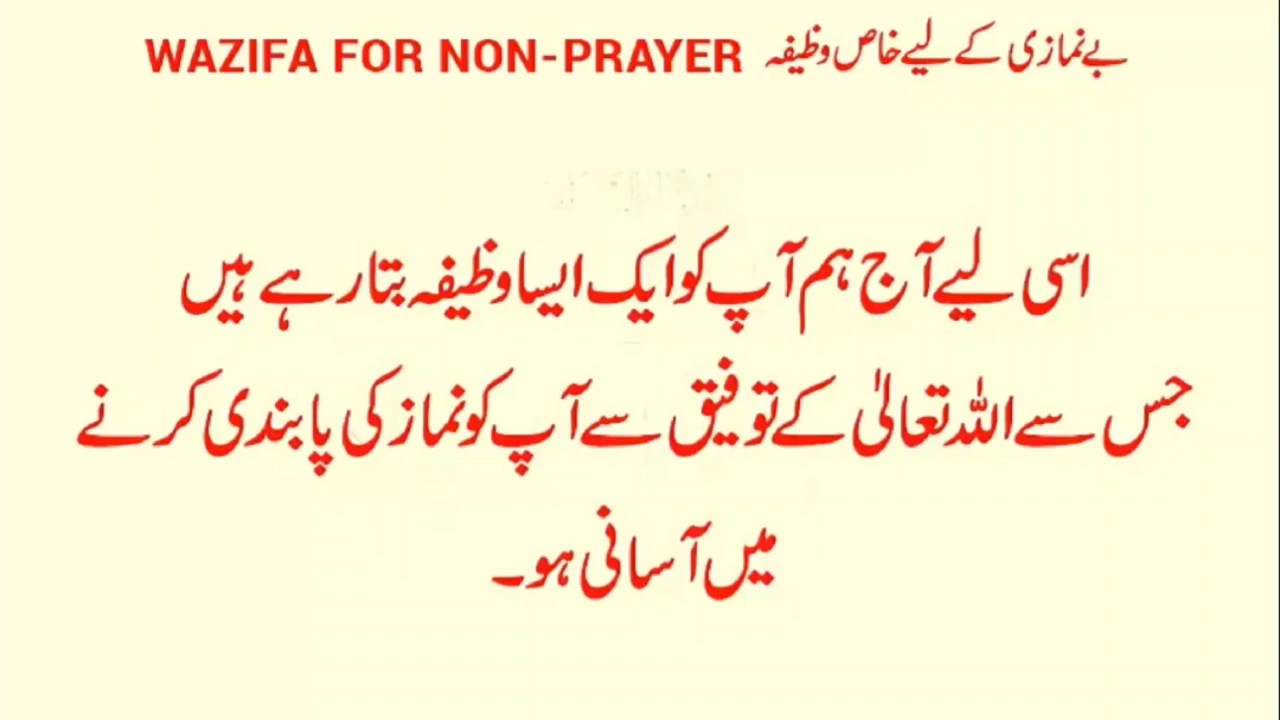 WAZIFA FOR NON-PRAYER بے نمازی کے لیے خاص وظیفہ
اسی لیے آج ہم آپ کو ایک ایسا وظیفہ بتا رہے ہیں
جس سے اللہ تعالیٰ کے توفیق سے آپ کو نماز کی پابندی کرنے
میں آسانی ہو۔